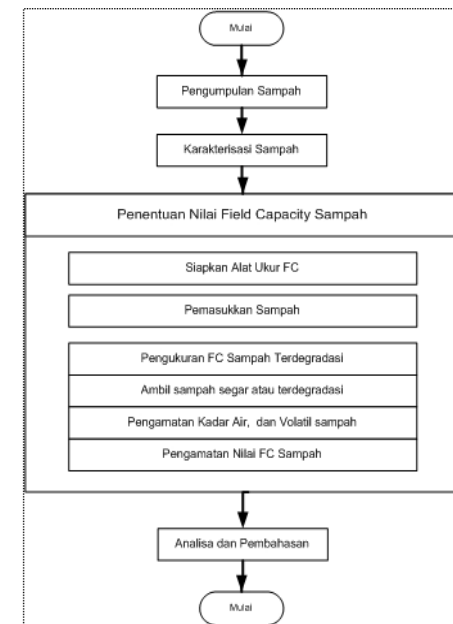 Mulai
Pengumpulan Sampah
Karakterisasi Sampah
Penentuan Nilai Field Capacity Sampah
Siapkan Alat Ukur FC
Pemasukkan Sampah
Pengukuran FC Sampah Terdegradasi
Ambil sampah segar atau terdegradasi
Pengamatan Kadar Air, dan Volatil sampah
Pengamatan Nilai FC Sampah
Analisa dan Pembahasan
Mulai